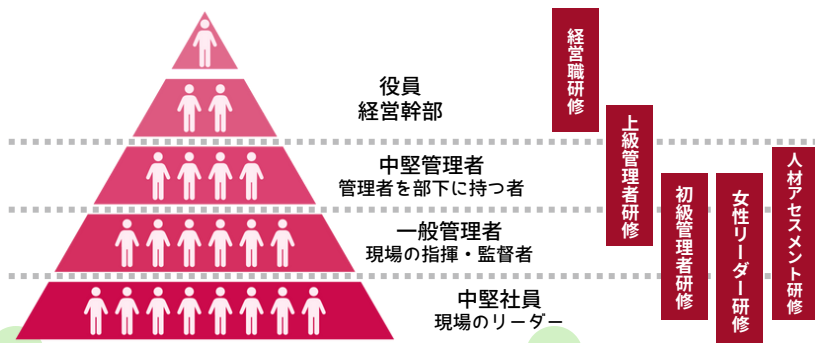 役員
経営幹部
中堅管理者
管理者を部下に持つ者
一般管理者
現場の指揮・監督者
中堅社員
現場のリーダー
経営職研修
上級管理者研修
初級管理者研修
女性リーダー研修
人材アセスメント研修